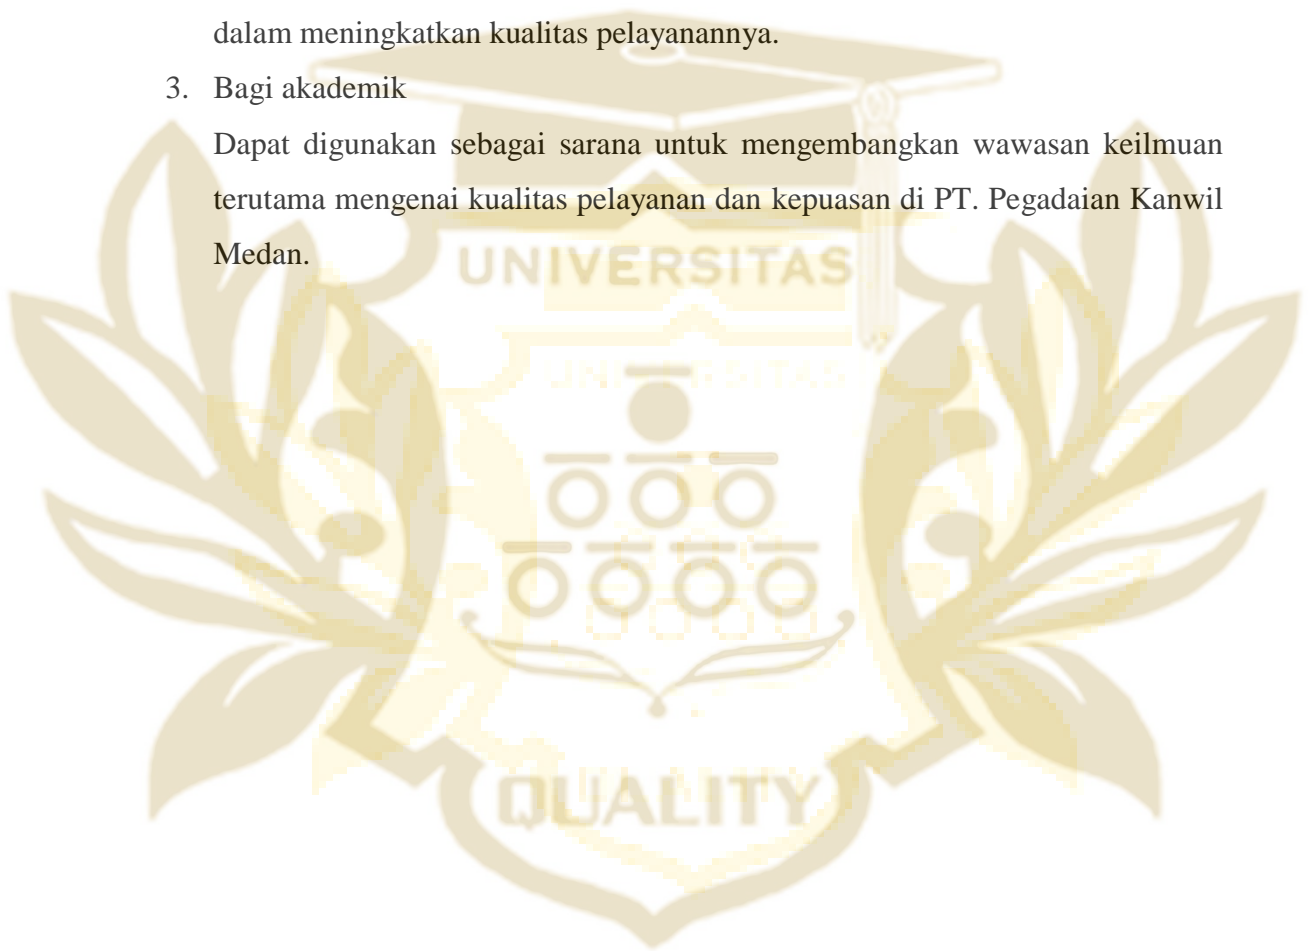 dalam meningkatkan kualitas pelayanannya.
3. Bagi akademik
Dapat digunakan sebagai sarana untuk mengembangkan wawasan keilmuan
terutama mengenai kualitas pelayanan dan kepuasan di PT. Pegadaian Kanwil
Medan.
UNIVERSITAS
UNIVERSITAS
QUALITY